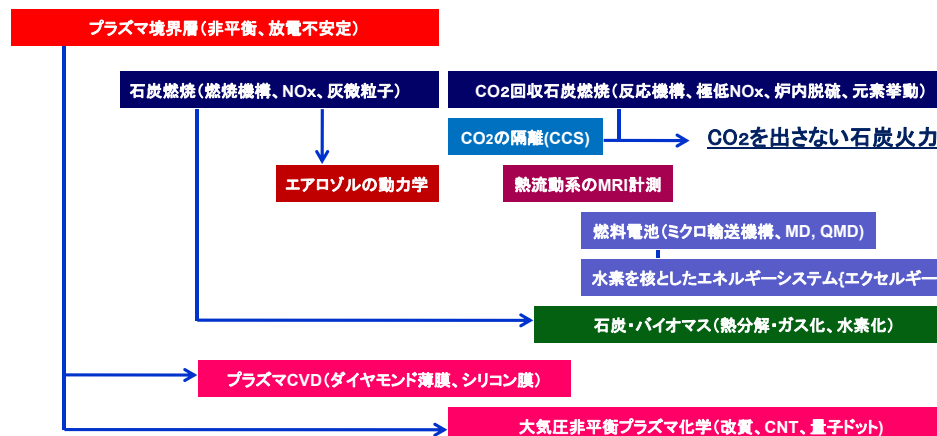 プラズマ境界層(非平衡、放電不安定)
石炭燃焼(燃焼機構、NOx、灰微粒子)
CO2回収石炭燃焼(反応機構、極低NOx、炉内脱硫、元素挙動)
CO2の隔離(CCS)
CO2を出さない石炭火力
エアロゾルの動力学
熱流動系のMRI計測
燃料電池(ミクロ輸送機構、MD, QMD)
水素を核としたエネルギーシステム{エクセルギー
石炭・バイオマス(熱分解・ガス化、水素化)
プラズマCVD(ダイヤモンド薄膜、シリコン膜)
大気圧非平衡プラズマ化学(改質、CNT、量子ドット)